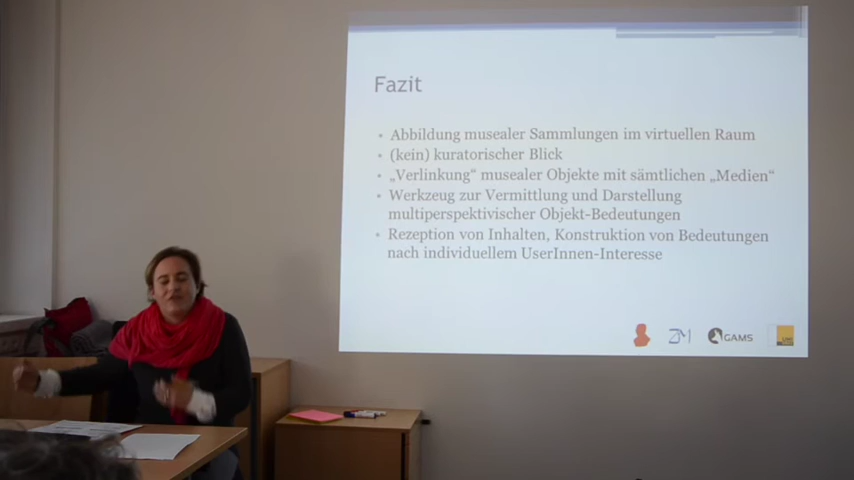 Fazit
• Abbildung musealer Sammlungen im virtuellen Raum
• (kein) kuratorischer Blick
• „Verlinkung“ musealer Objekte mit sämtlichen „Medien“
• Werkzeug zur Vermittlung und Darstellung
multiperspektivischer Objekt-Bedeutungen
• Rezeption von Inhalten, Konstruktion von Bedeutungen
nach individuellem UserInnen-Interesse
GAMS